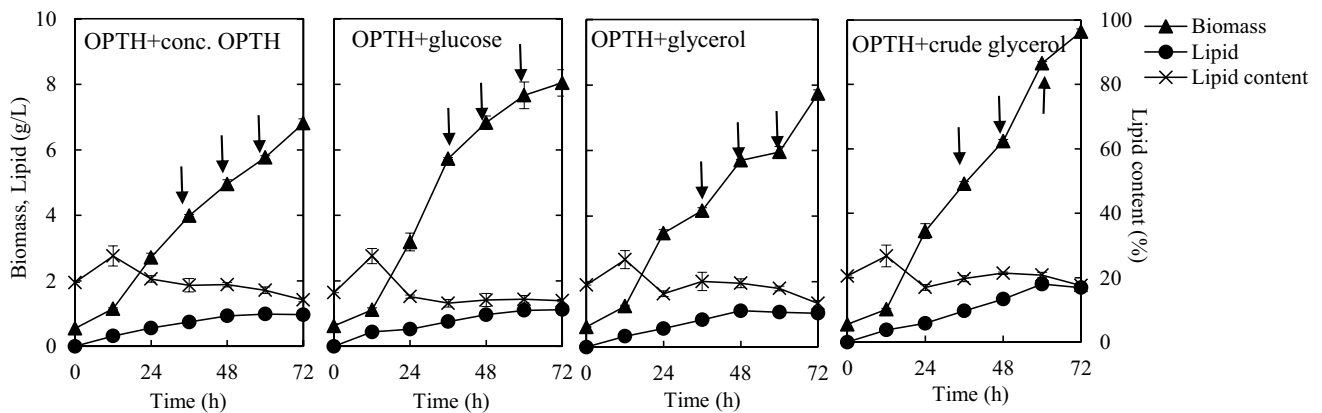 OPTH+conc. OPTH
OPTH+glucose
OPTH+glycerol
OPTH+crude glycerol
Biomass
Lipid
Lipid content
Biomass, Lipid (g/L)
10
8
6
4
2
0
100
80
60
40
20
0
Lipid content (%)
0 24 48 72
0 24 48 72
0 24 48 72
0 24 48 72
Time (h)
Time (h)
Time (h)
Time (h)